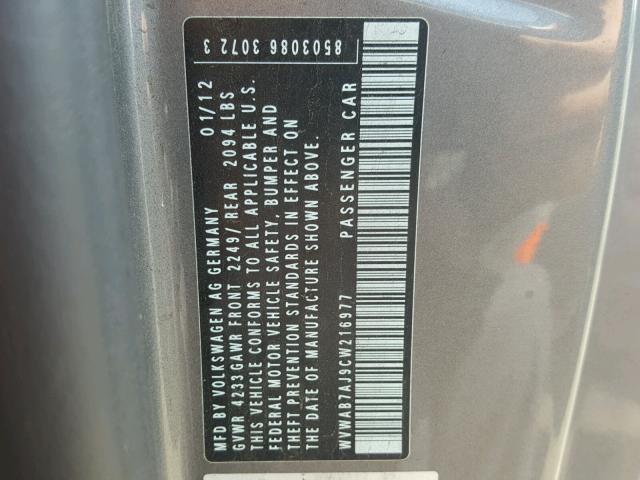 8503086 3072 3
MFD BY VOLKSWAGEN AG GERMANY 01/12
GVWR 4233GAWR FRONT 2249/ REAR 2094 LBS
THIS VEHICLE CONFORMS TO ALL APPLICABLE U.S.
FEDERAL MOTOR VEHICLE SAFETY, BUMPER AND
THEFT PREVENTION STANDARDS IN EFFECT ON
THE DATE OF MANUFACTURE SHOWN ABOVE.
WVWAB7AJ9CW216977 PASSENGER CAR